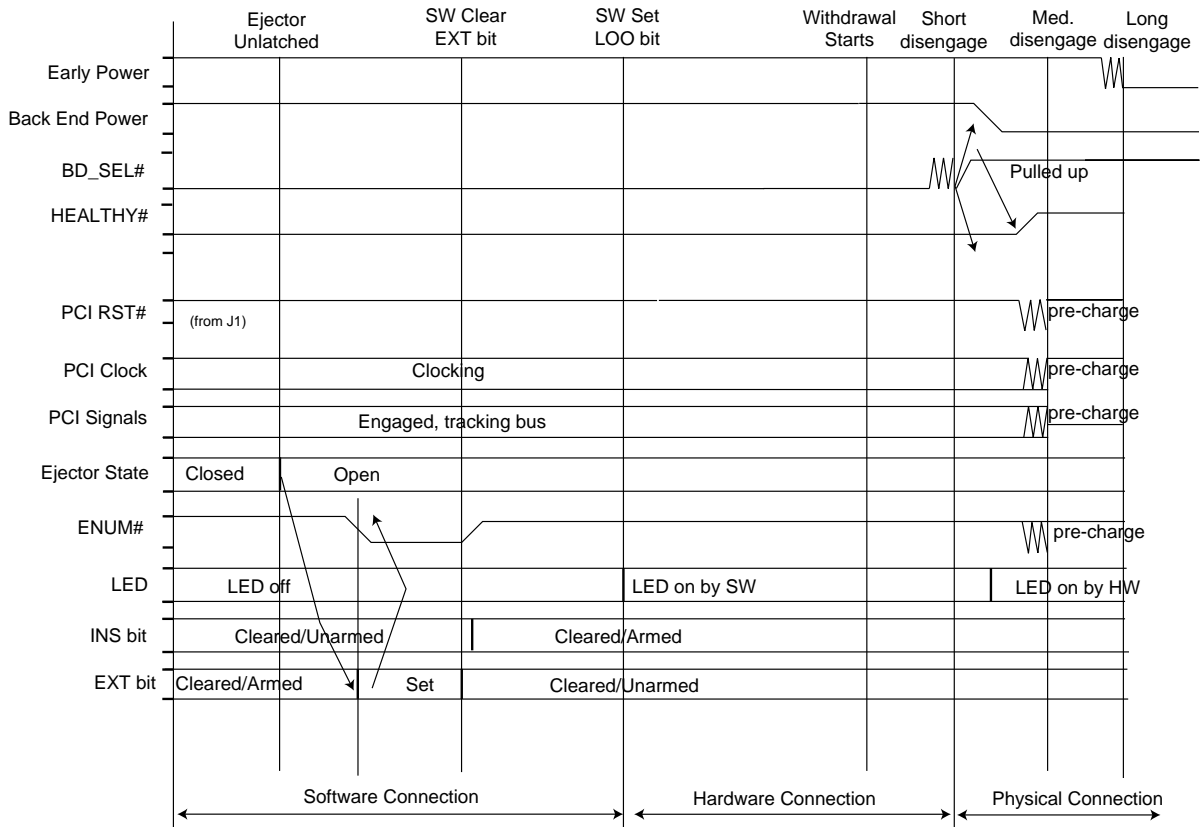 Ejector
Unlatched
SW Clear
EXT bit
SW Set
LOO bit
Withdrawal
Starts
Short
disengage
Med.
disengage
Long
disengage
Early Power
Back End Power
BD_SEL#
Pulled up
HEALTHY#
PCI RST#
(from J1)
pre-charge
PCI Clock
Clocking
pre-charge
PCI Signals
Engaged, tracking bus
pre-charge
Ejector State
Closed
Open
ENUM#
pre-charge
LED
LED off
LED on by SW
LED on by HW
INS bit
Cleared/Unarmed
Cleared/Armed
EXT bit
Cleared/Armed
Set
Cleared/Unarmed
Software Connection
Hardware Connection
Physical Connection